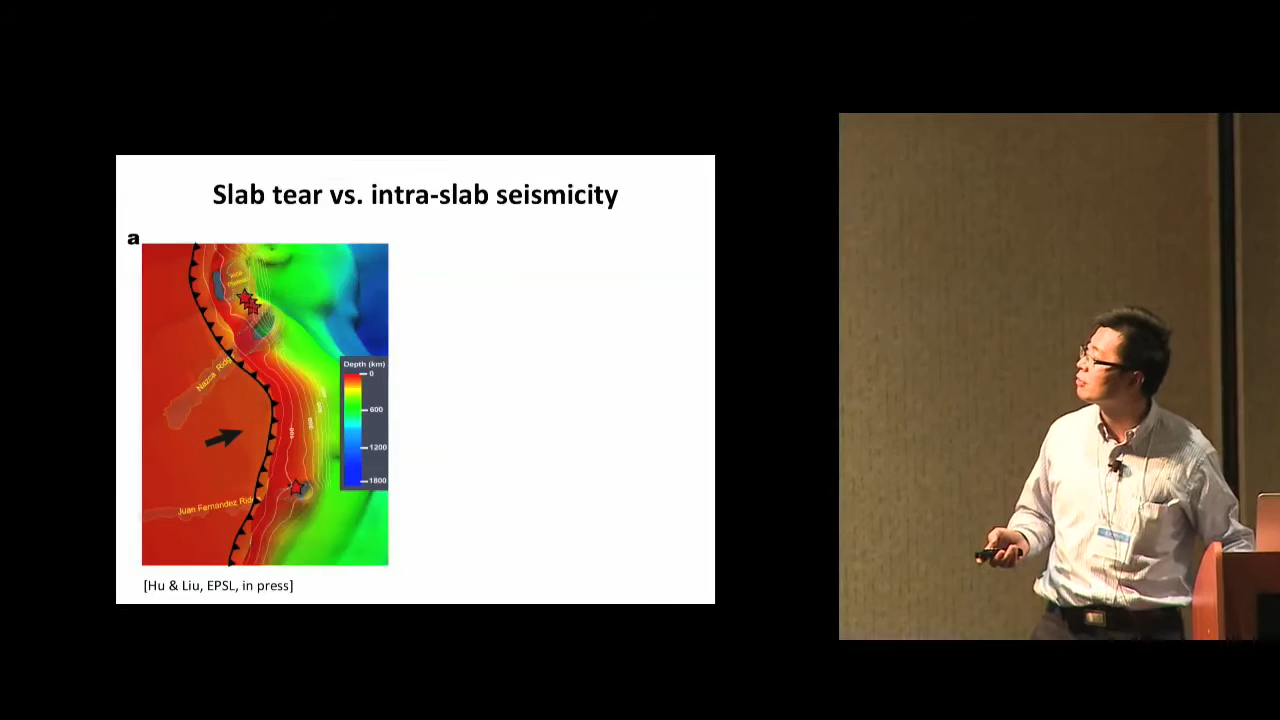 Slab tear vs. intra-slab seismicity
a
Nazca Ridge
Depth (km)
0
600
1200
1800
Juan Fernandez Ridge
[Hu & Liu, EPSL, in press]